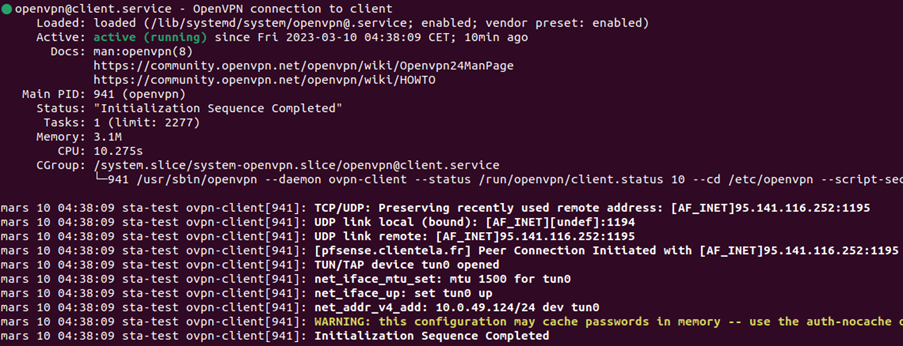 openvpn@client.service - OpenVPN connection to client
Loaded: loaded (/lib/systemd/system/openvpn@.service; enabled; vendor preset: enabled)
Active: active (running) since Fri 2023-03-10 04:38:09 CET; 10min ago
Docs: man:openvpn(8)
https://community.openvpn.net/openvpn/wiki/Openvpn24ManPage
https://community.openvpn.net/openvpn/wiki/HOWTO
Main PID: 941 (openvpn)
Status: "Initialization Sequence Completed"
Tasks: 1 (limit: 2277)
Memory: 3.1M
CPU: 10.275s
CGroup: /system.slice/system-openvpn.slice/openvpn@client.service
└─941 /usr/sbin/openvpn --daemon ovpn-client --status /run/openvpn/client.status 10 --cd /etc/openvpn --script-sec
mars 10 04:38:09 sta-test ovpn-client[941]: TCP/UDP: Preserving recently used remote address: [AF_INET]95.141.116.252:1195
mars 10 04:38:09 sta-test ovpn-client[941]: UDP link local (bound): [AF_INET][undef]:1194
mars 10 04:38:09 sta-test ovpn-client[941]: UDP link remote: [AF_INET]95.141.116.252:1195
mars 10 04:38:09 sta-test ovpn-client[941]: [pfsense.clientela.fr] Peer Connection Initiated with [AF_INET]95.141.116.252:1195
mars 10 04:38:09 sta-test ovpn-client[941]: TUN/TAP device tun0 opened
mars 10 04:38:09 sta-test ovpn-client[941]: net_iface_mtu_set: mtu 1500 for tun0
mars 10 04:38:09 sta-test ovpn-client[941]: net_iface_up: set tun0 up
mars 10 04:38:09 sta-test ovpn-client[941]: net_addr_v4_add: 10.0.49.124/24 dev tun0
mars 10 04:38:09 sta-test ovpn-client[941]: WARNING: this configuration may cache passwords in memory -- use the auth-nocache
mars 10 04:38:09 sta-test ovpn-client[941]: Initialization Sequence Completed